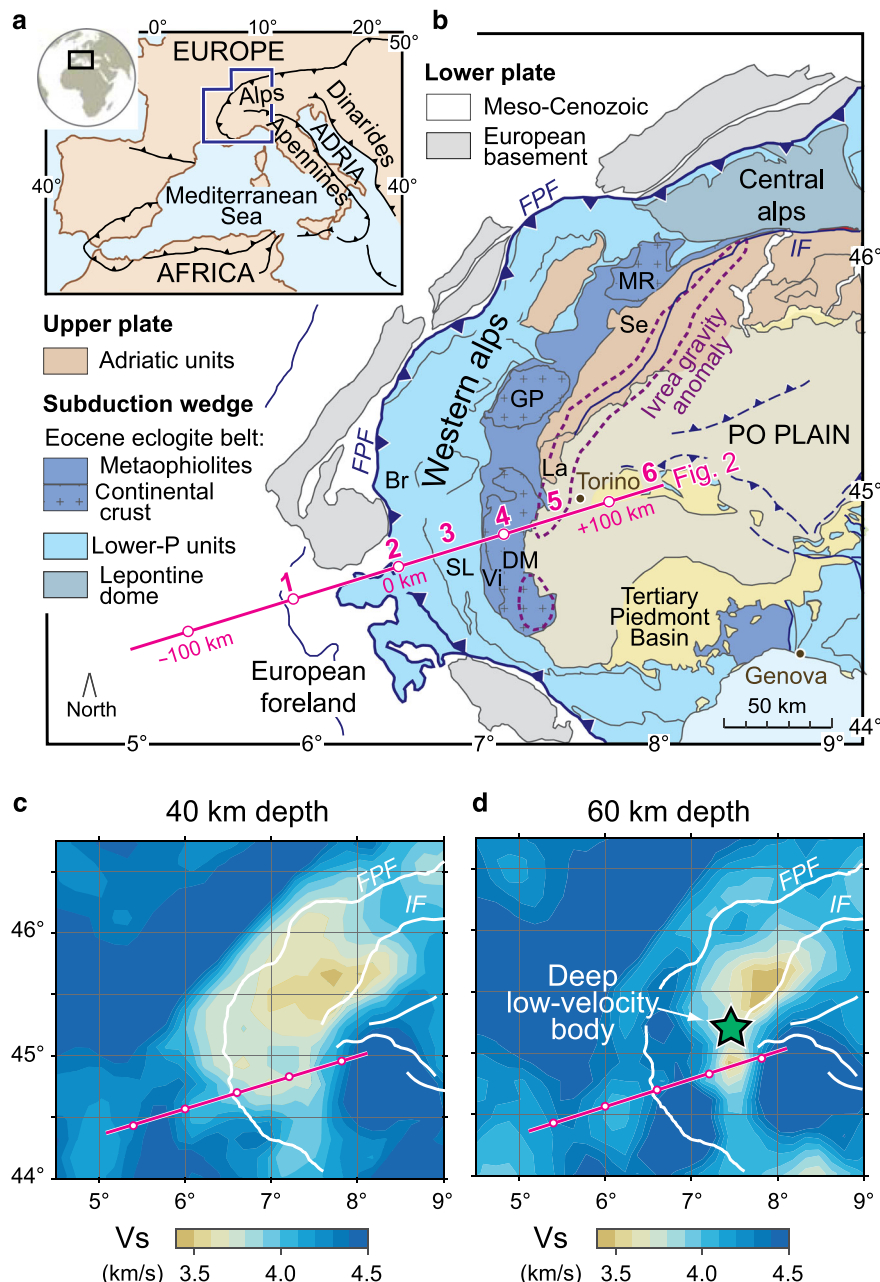 a
0°
10°
20°
50°
EUROPE
Alps
Dinarides
ADRIA
Apennines
40°
40°
Mediterranean
Sea
AFRICA
Upper plate
Adriatic units
Subduction wedge
Eocene eclogite belt:
Metaophiolites
Continental
crust
Lower-P units
Lepontine
dome
b
Lower plate
Meso-Cenozoic
European
basement
Central
alps
FPF
IF
46°
MR
Se
Western alps
GP
Ivrea gravity
anomaly
PO PLAIN
FPF
Br
La
Torino
6
Fig. 2
45°
5
+100 km
4
3
2
0 km
SL
Vi
DM
1
–100 km
Tertiary
Piedmont
Basin
European
foreland
Genova
North
50 km
44°
5°
6°
7°
8°
9°
c
40 km depth
FPF
IF
46°
45°
44°
5°
6°
7°
8°
9°
Vs
(km/s)
3.5
4.0
4.5
d
60 km depth
FPF
IF
Deep
low-velocity
body
5°
6°
7°
8°
9°
Vs
(km/s)
3.5
4.0
4.5